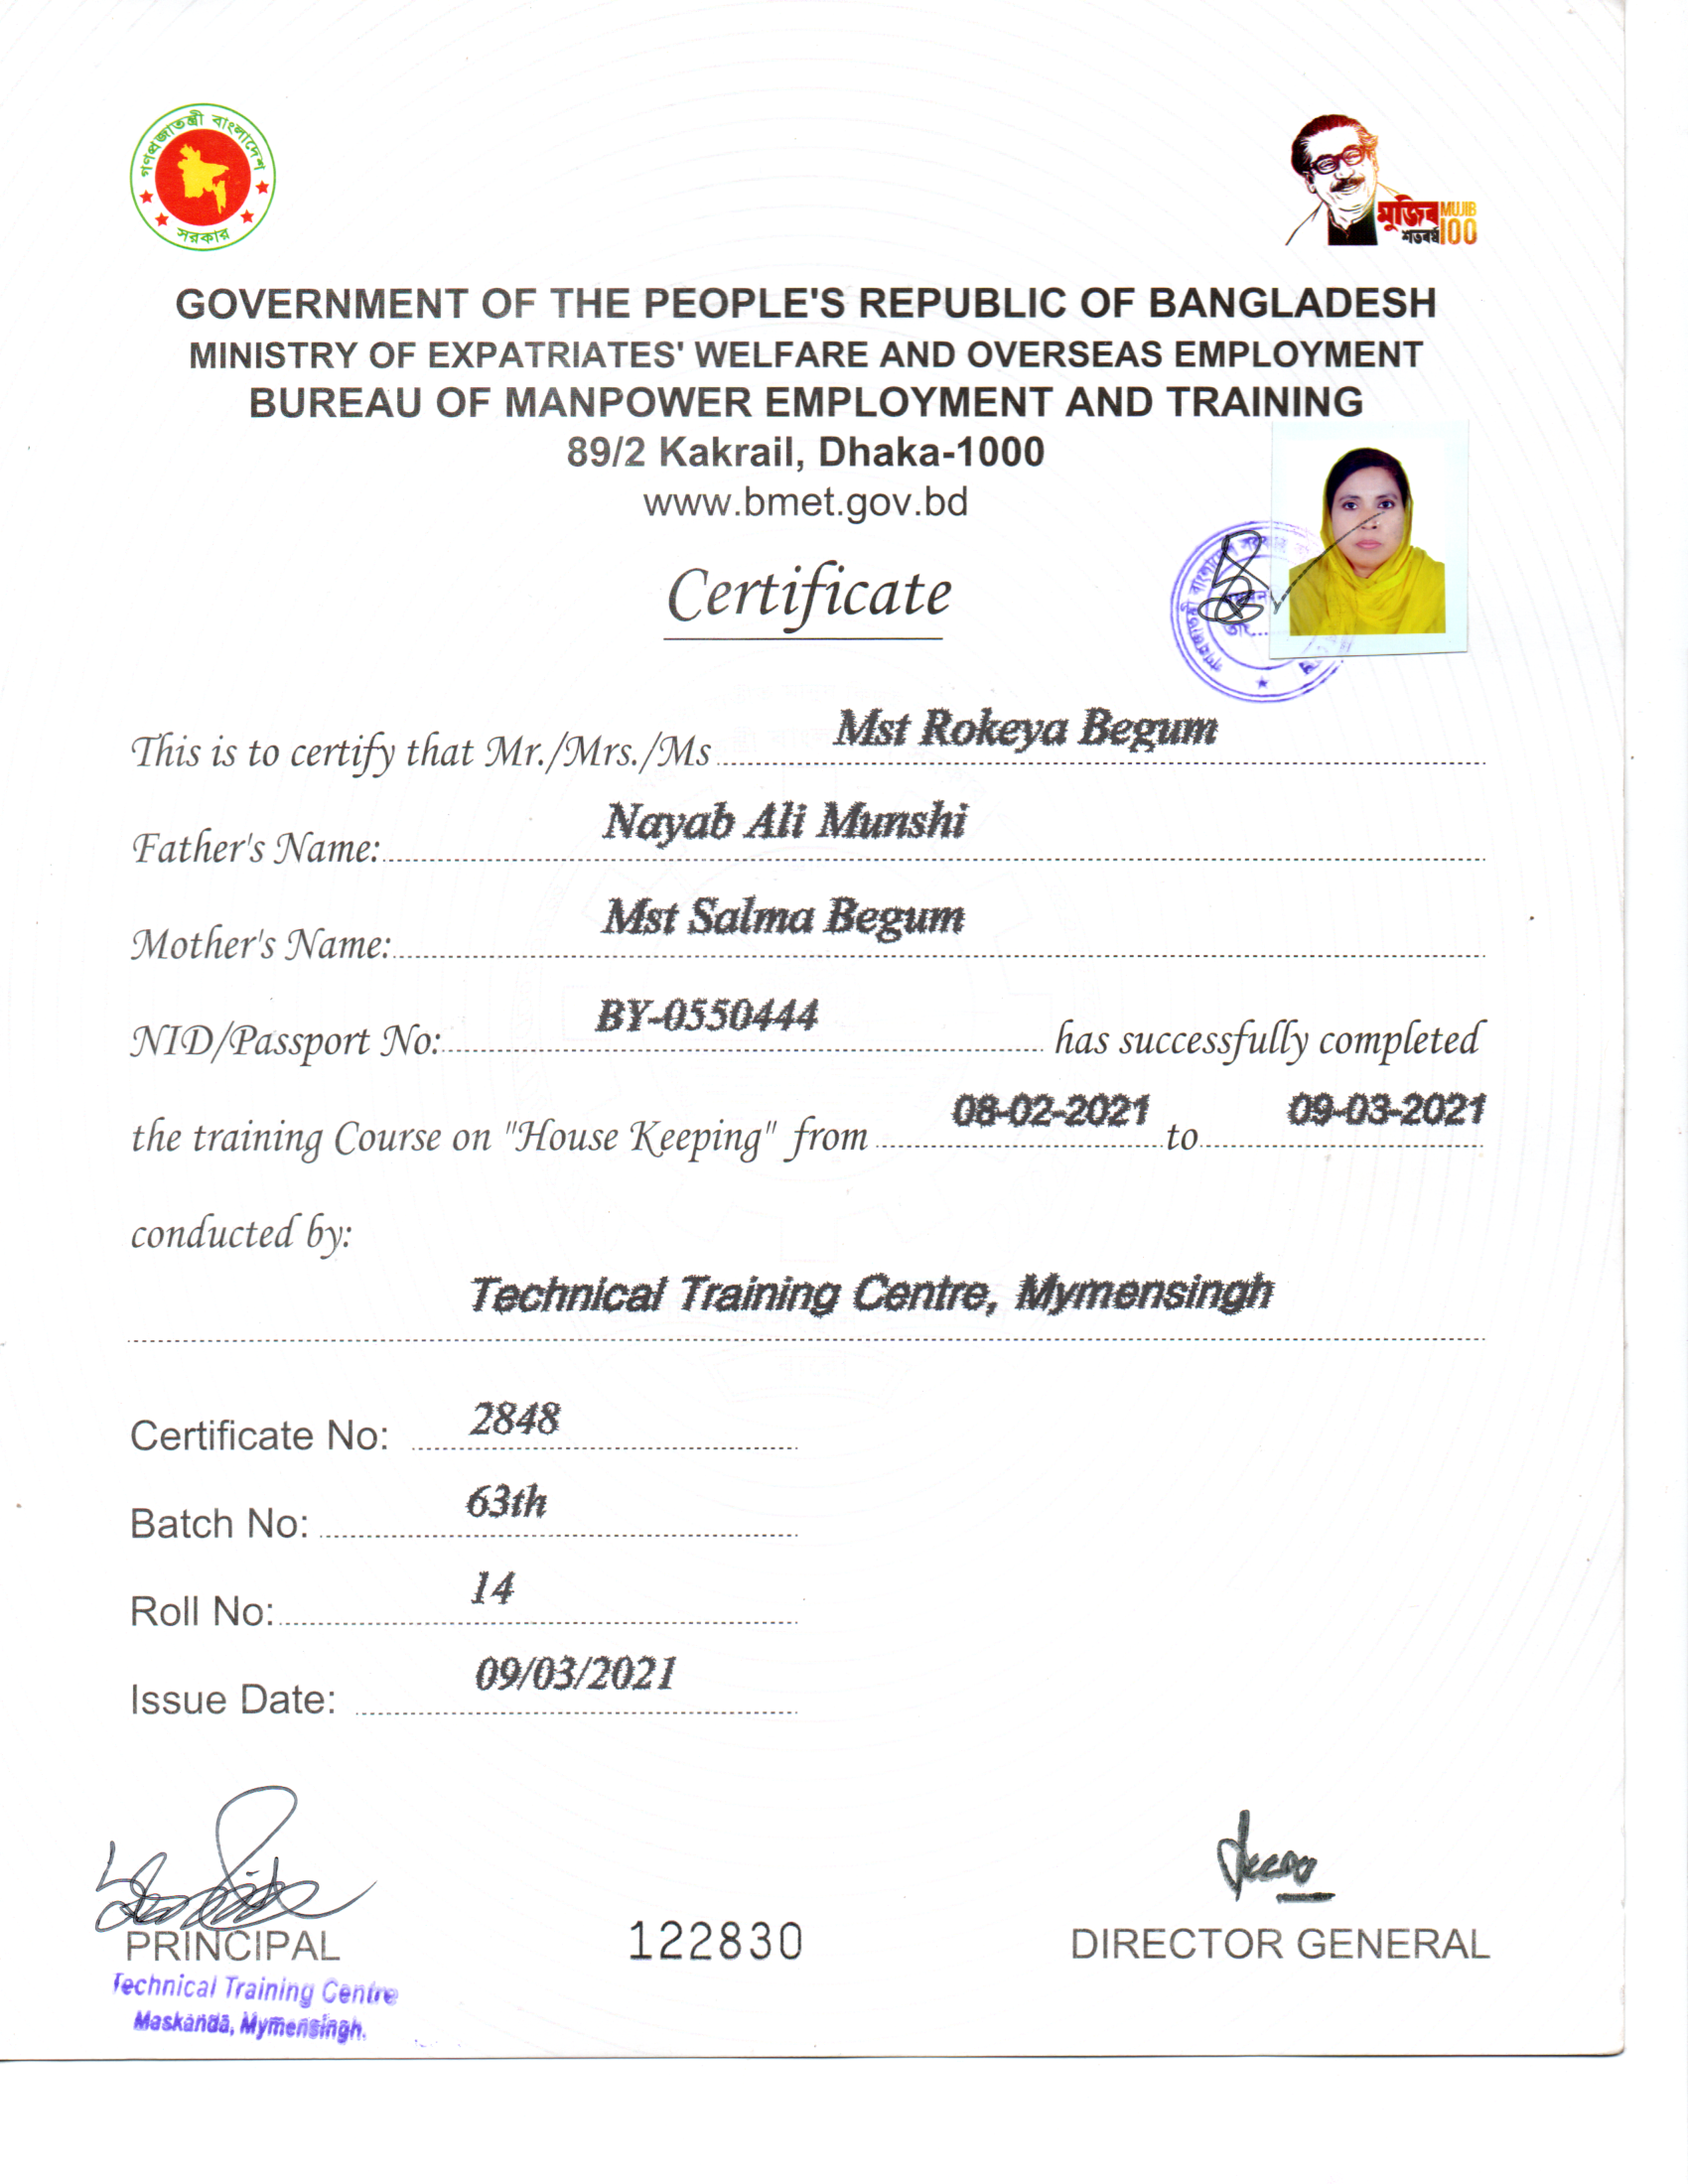 গণপ্রজাতন্ত্রী বাংলাদেশ
সরকার
মুজিব MUJIB
শতবর্ষ 100
GOVERNMENT OF THE PEOPLE'S REPUBLIC OF BANGLADESH
MINISTRY OF EXPATRIATES' WELFARE AND OVERSEAS EMPLOYMENT
BUREAU OF MANPOWER EMPLOYMENT AND TRAINING
89/2 Kakrail, Dhaka-1000
www.bmet.gov.bd
Certificate
গণপ্রজাতন্ত্রী বাংলাদেশ সরকার
This is to certify that Mr./Mrs./Ms Mst Rokeya Begum
Father's Name: Nayab Ali Munshi
Mother's Name: Mst Salma Begum
NID/Passport No: BY-0550444 has successfully completed
the training Course on "House Keeping" from 08-02-2021 to 09-03-2021
conducted by:
Technical Training Centre, Mymensingh
Certificate No: 2848
Batch No: 63th
Roll No: 14
Issue Date: 09/03/2021
PRINCIPAL 122830 DIRECTOR GENERAL
Technical Training Centre
Maskanda, Mymensingh.